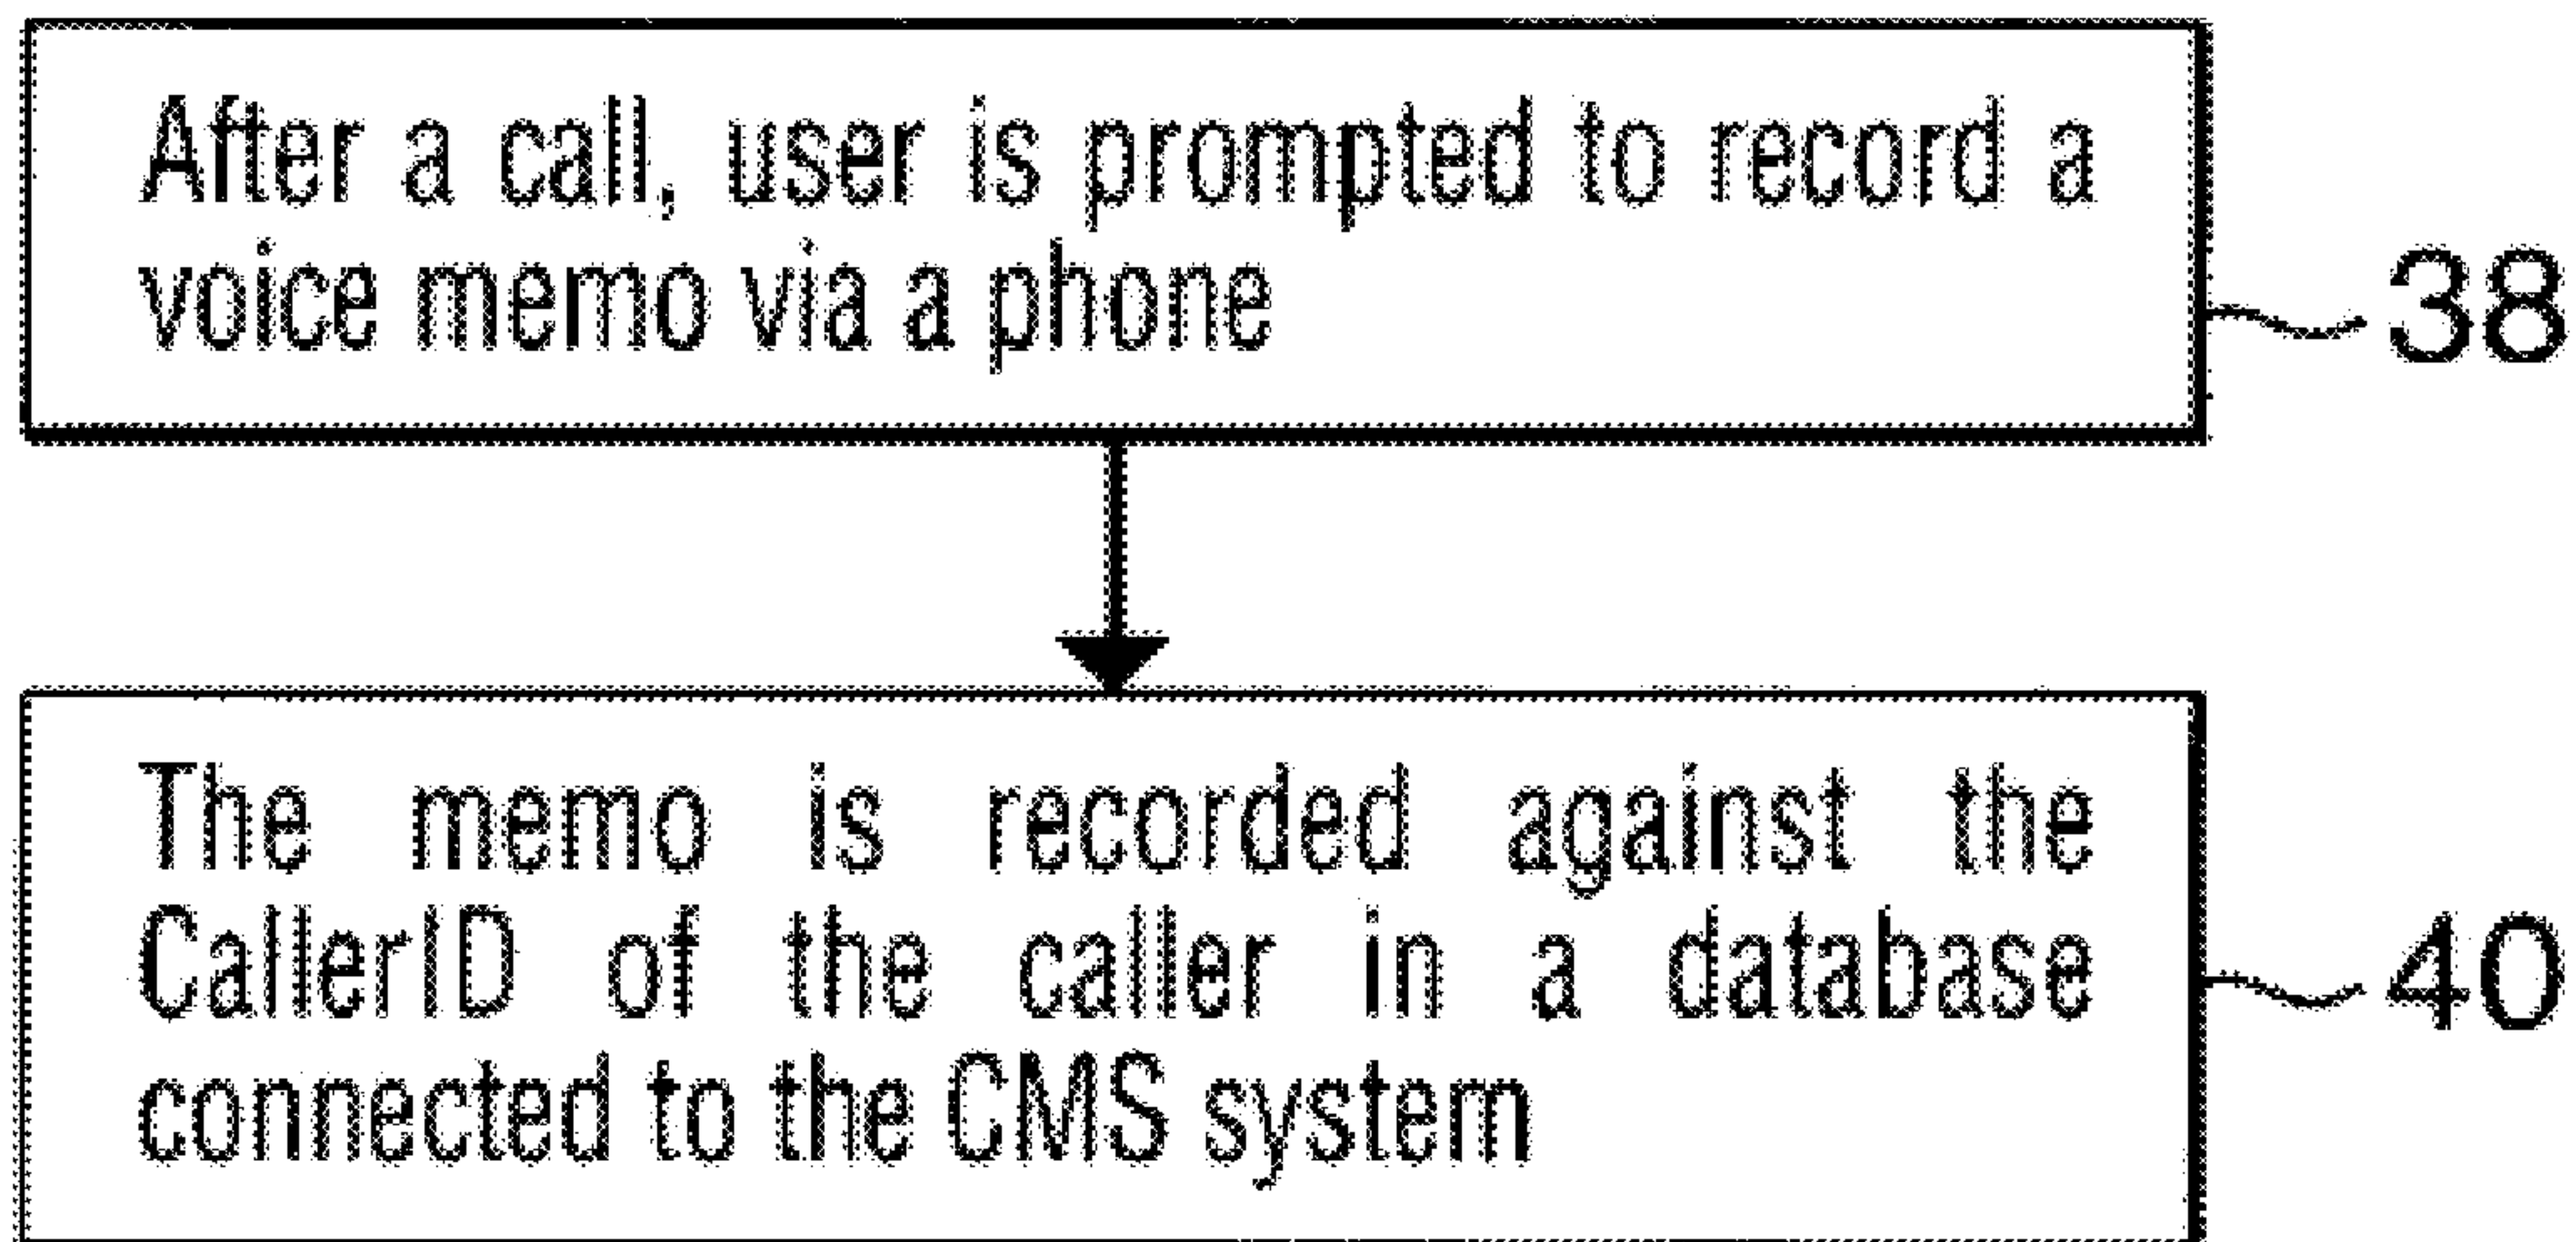 After a call, user is prompted to record a
voice memo via a phone
38
The memo is recorded against the
CallerID of the caller in a database
connected to the CMS system
40